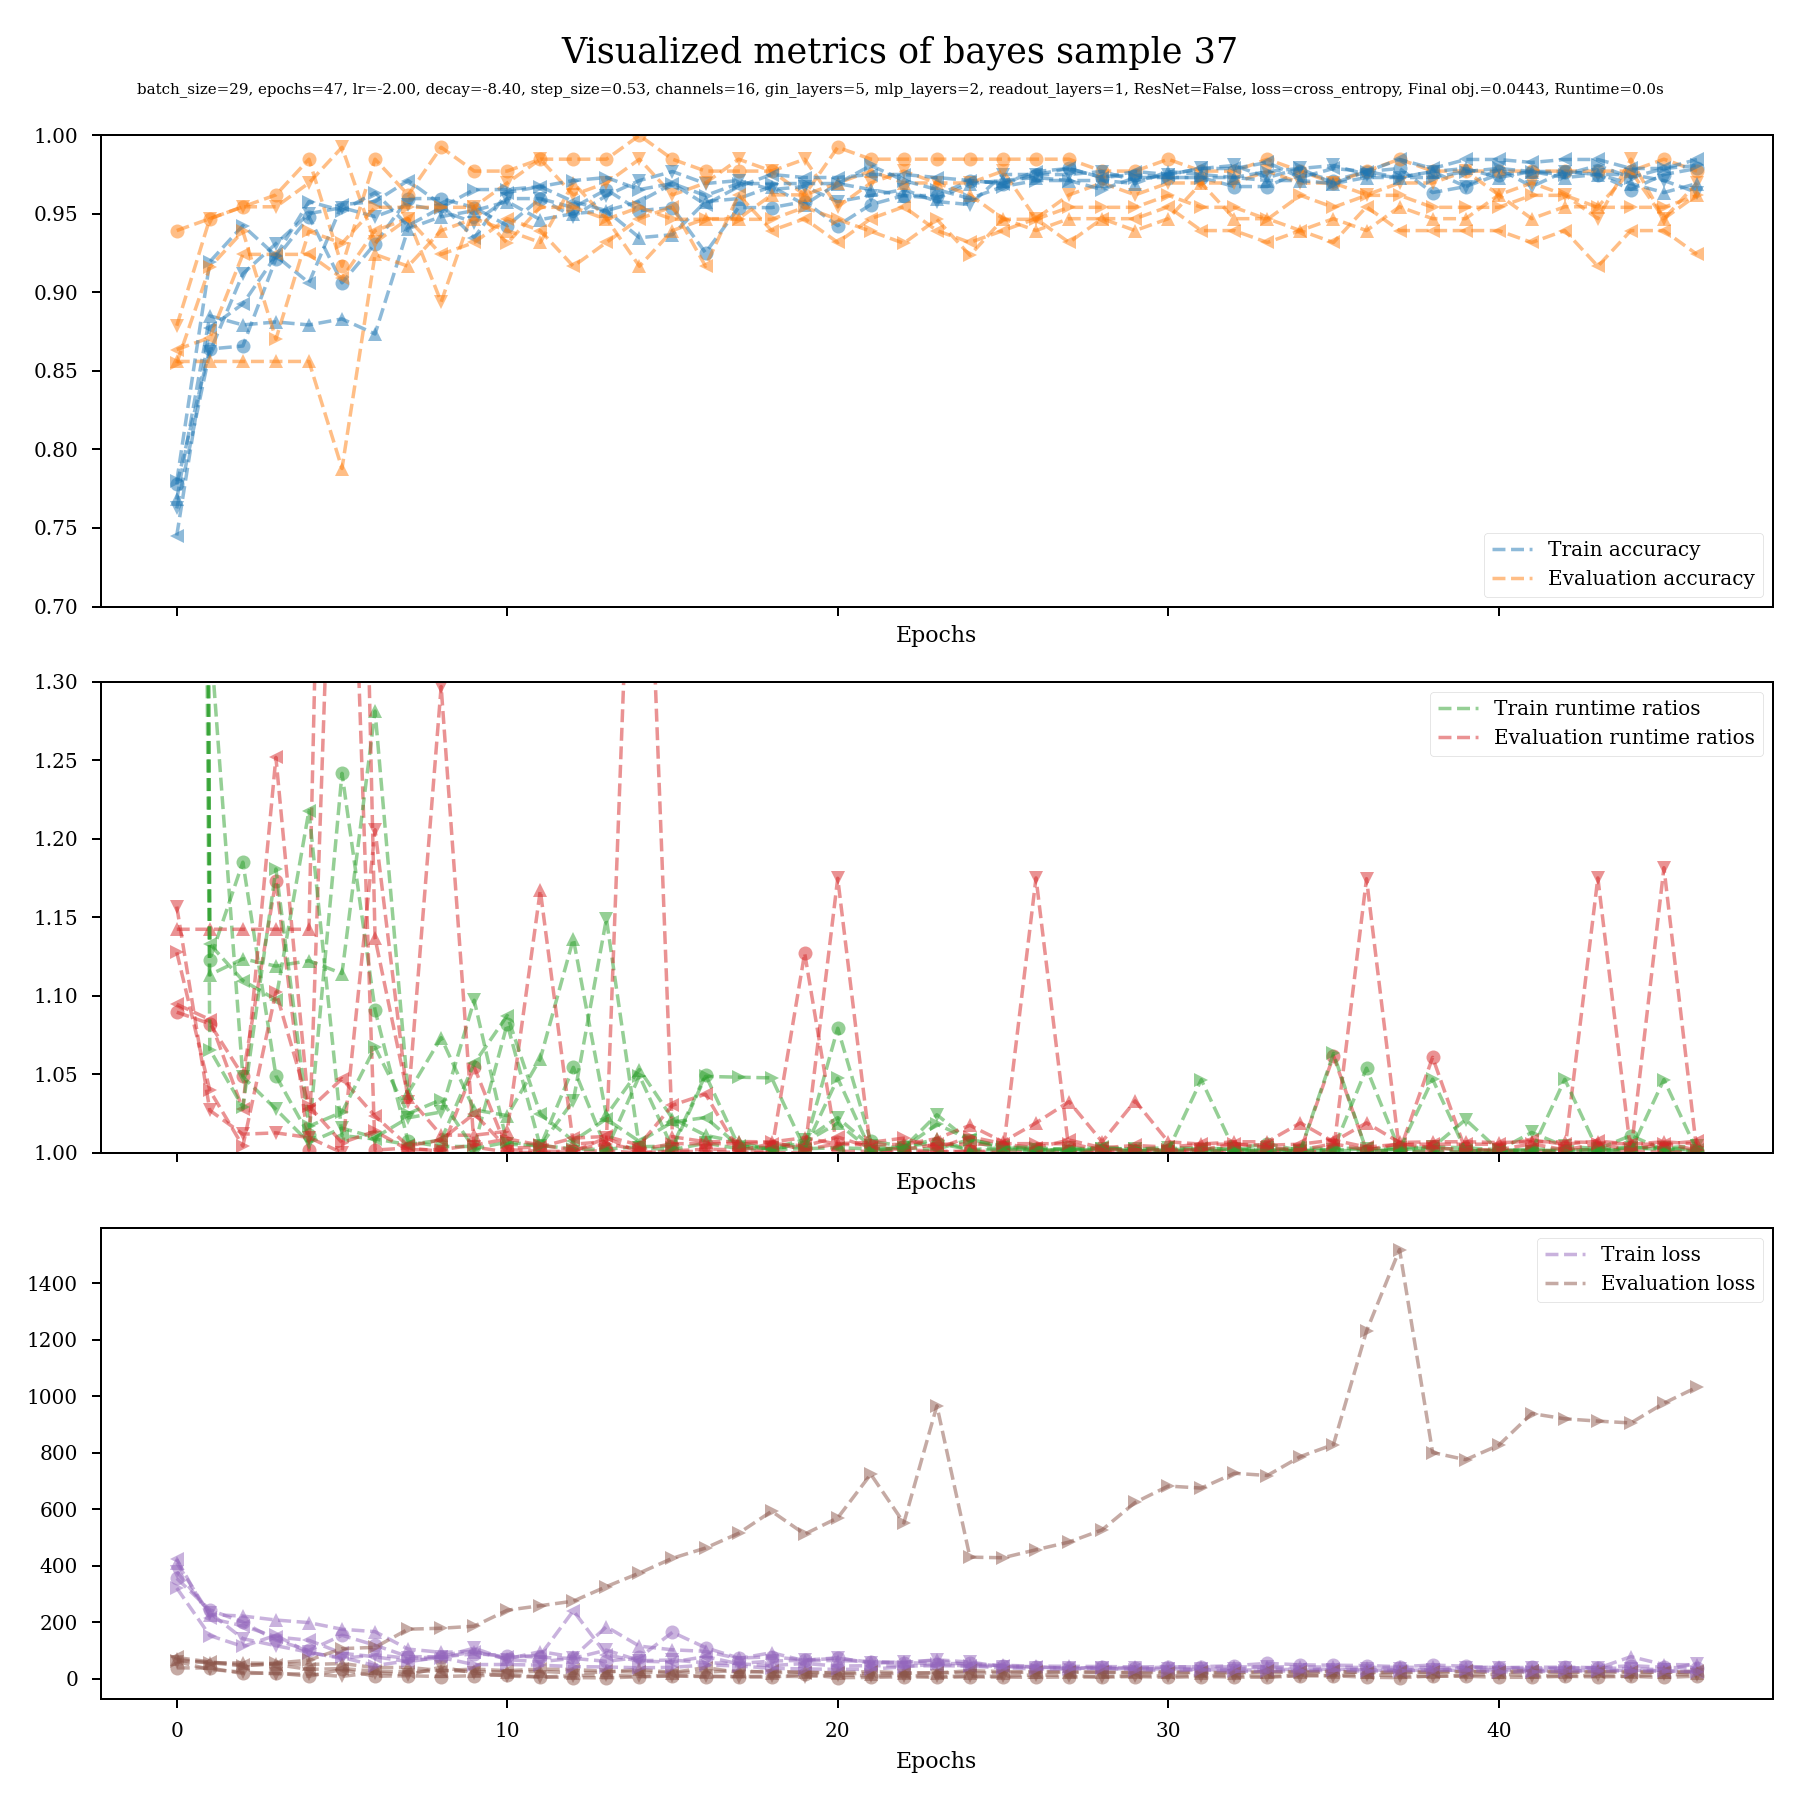 Visualized metrics of bayes sample 37
batch_size=29, epochs=47, lr=-2.00, decay=-8.40, step_size=0.53, channels=16, gin_layers=5, mlp_layers=2, readout_layers=1, ResNet=False, loss=cross_entropy, Final obj.=0.0443, Runtime=0.0s
1.00
0.95
0.90
0.85
0.80
0.75
0.70
Train accuracy
Evaluation accuracy
Epochs
1.30
1.25
1.20
1.15
1.10
1.05
1.00
Train runtime ratios
Evaluation runtime ratios
Epochs
1400
1200
1000
800
600
400
200
0
Train loss
Evaluation loss
0 10 20 30 40
Epochs